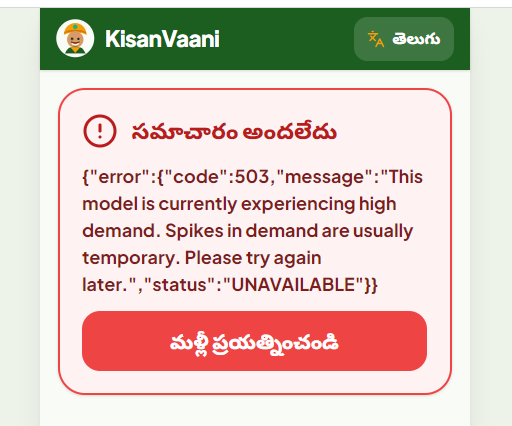 KisanVaani
తెలుగు
సమాచారం అందలేదు
{"error":{"code":503,"message":"This
model is currently experiencing high
demand. Spikes in demand are usually
temporary. Please try again
later.","status":"UNAVAILABLE"}}
మళ్లీ ప్రయత్నించండి